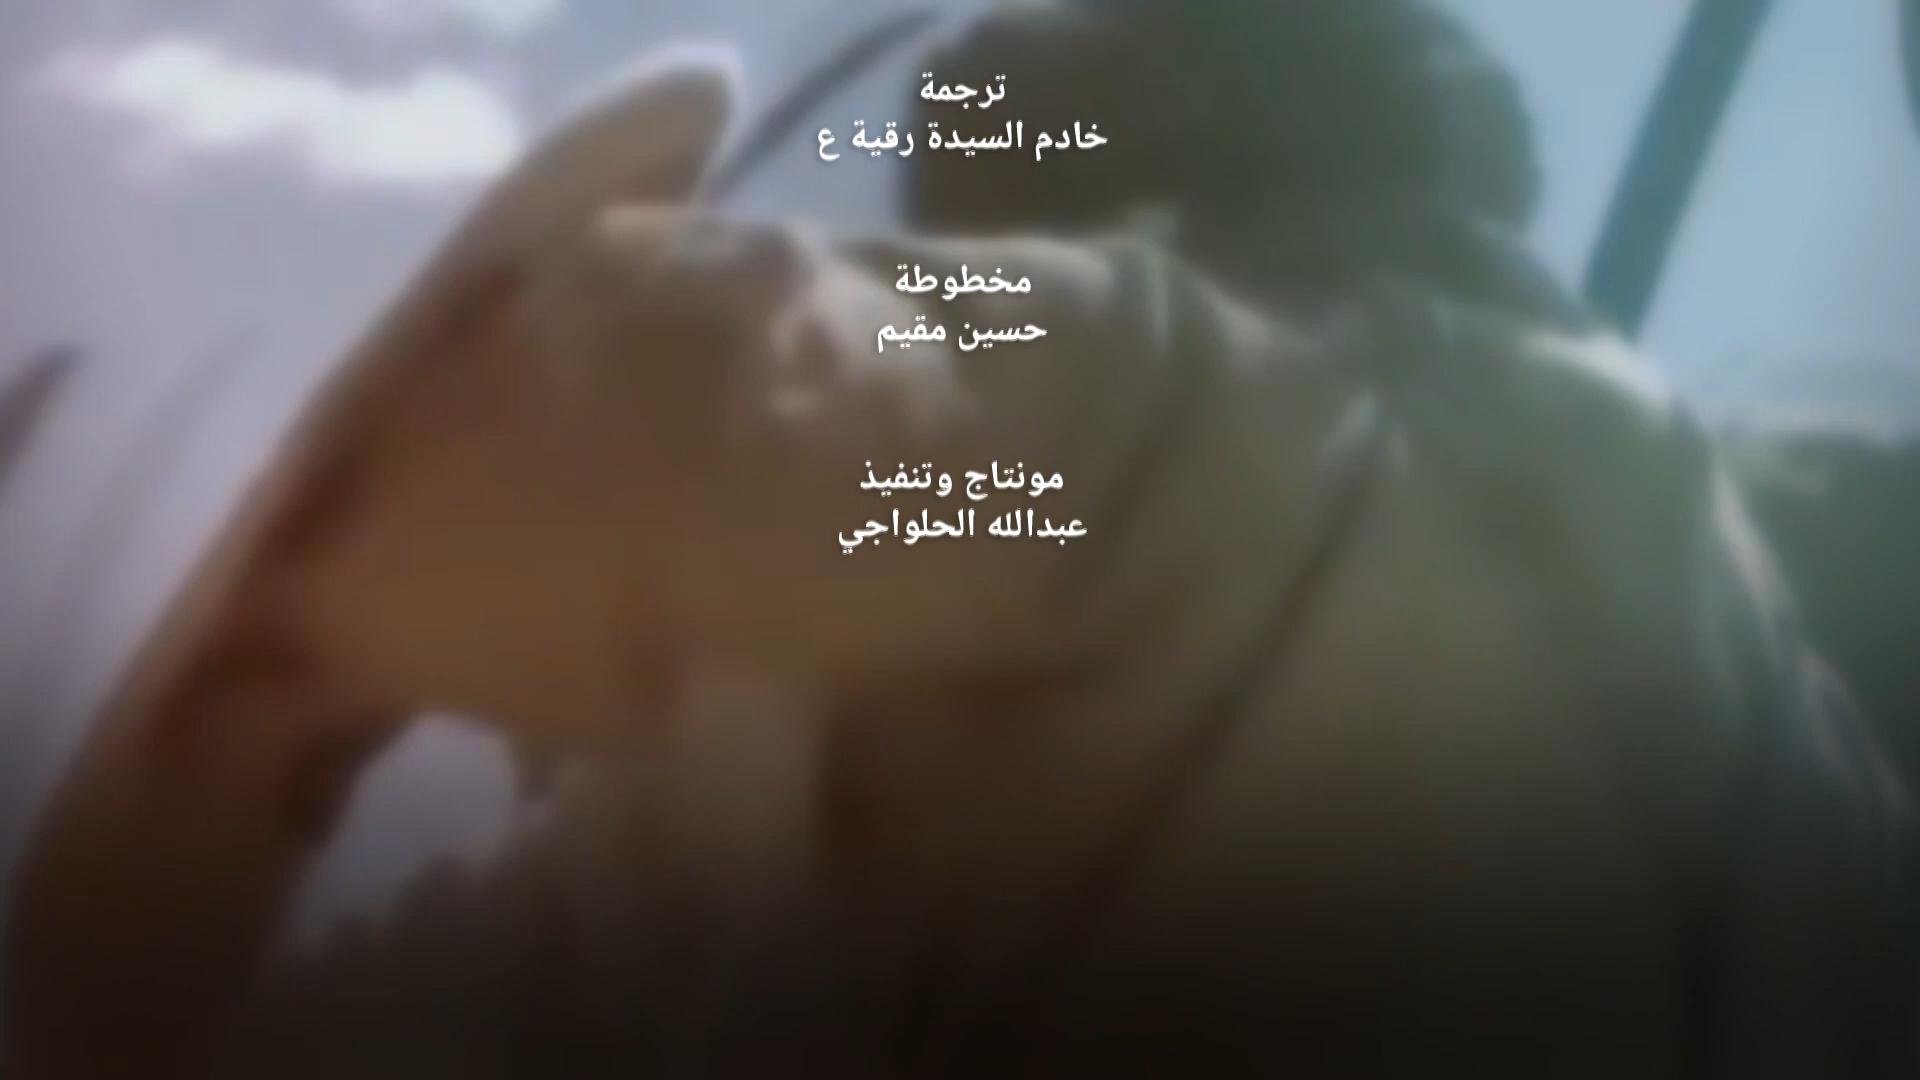 ترجمة
خادم السيدة رقية ع
مخطوطة
حسين مقيم
مونتاج وتنفيذ
عبدالله الحلواجي